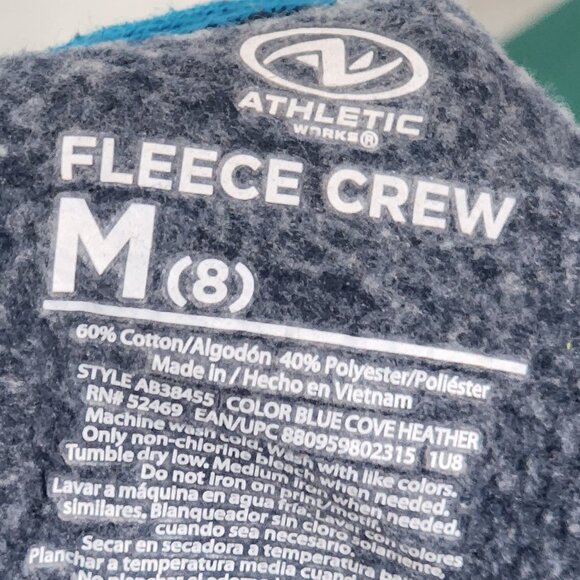 ATHLETIC
WORKS®
FLEECE CREW
M (8)
60% Cotton/Algodón 40% Polyester/Poliéster
Made in / Hecho en Vietnam
STYLE AB38455 COLOR BLUE COVE HEATHER
RN# 52469 EAN/UPC 880959802315 1U8
Machine wash cold. Wash with like colors.
Only non-chlorine bleach when needed.
Tumble dry low. Medium iron, when needed.
Do not iron on print/motif.
Lavar a máquina en agua fría. Lavar con colores
similares. Blanqueador sin cloro solamente,
cuando sea necesario.
Secar en secadora a temperatura
Planchar a temperatura media